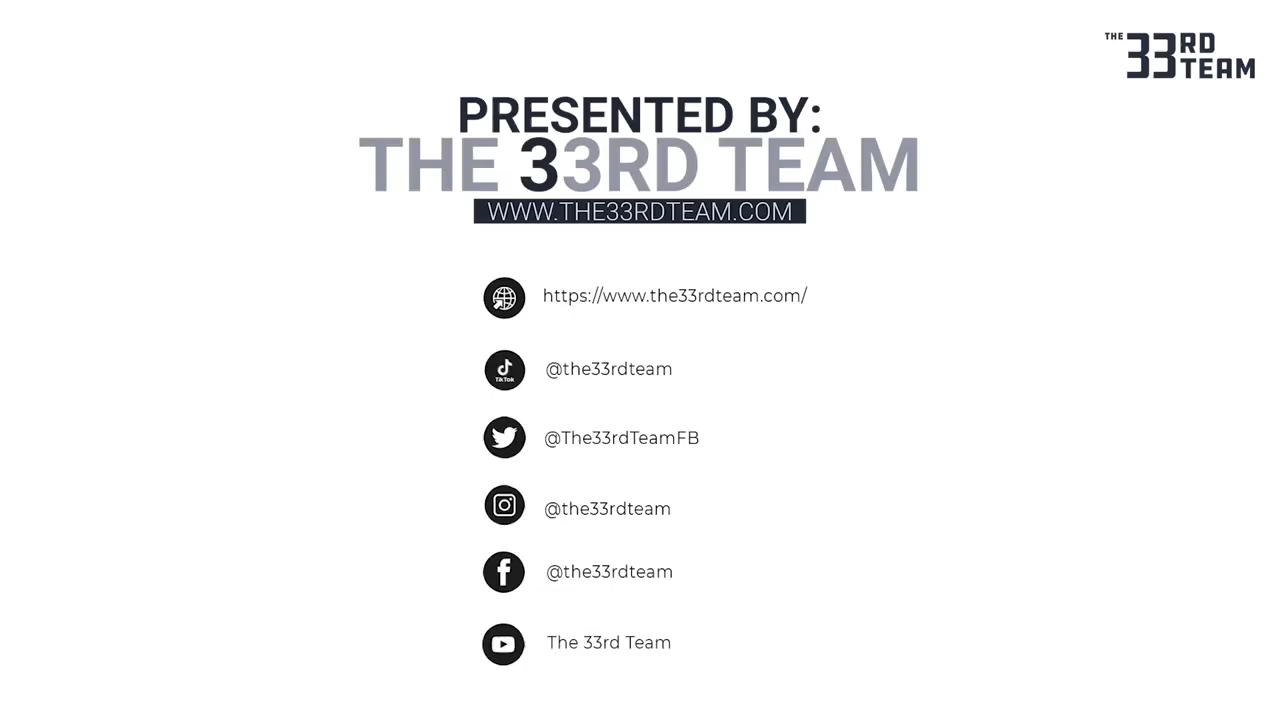 THE 33RD TEAM
PRESENTED BY:
THE 33RD TEAM
WWW.THE33RDTEAM.COM
https://www.the33rdteam.com/
TikTok
@the33rdteam
@The33rdTeamFB
@the33rdteam
@the33rdteam
The 33rd Team